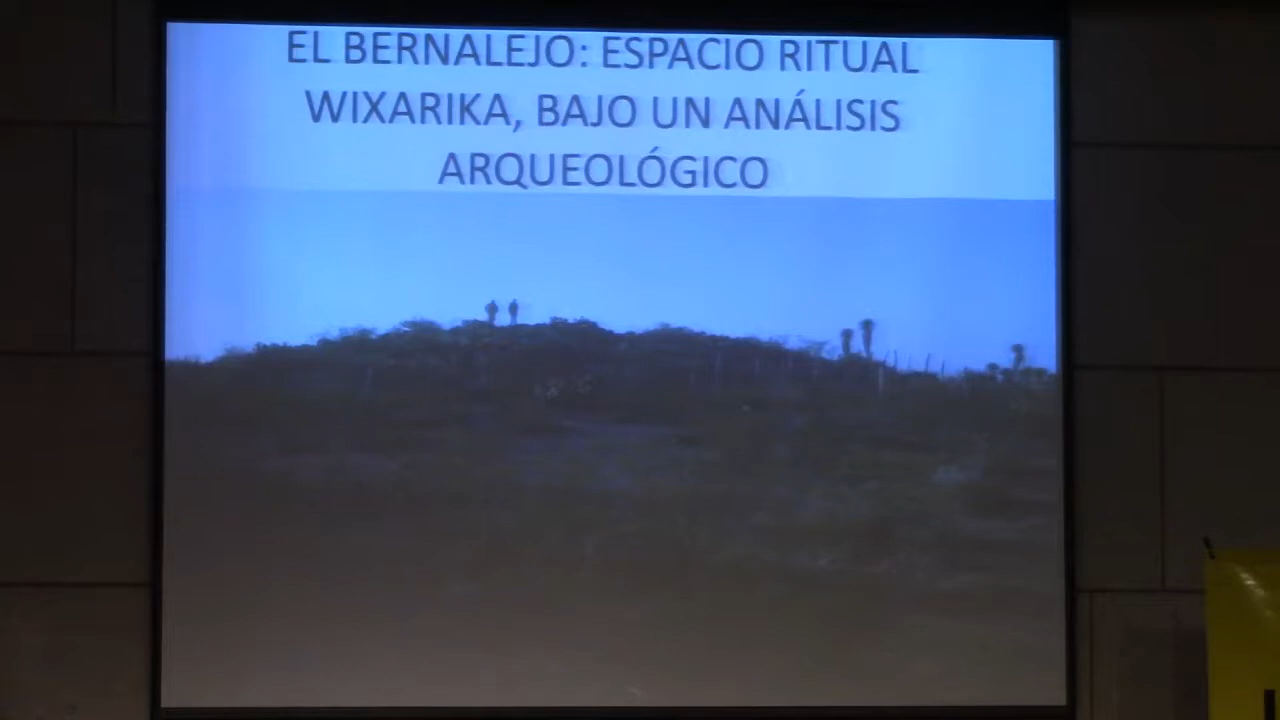 EL BERNALEJO: ESPACIO RITUAL
WIXARIKA, BAJO UN ANÁLISIS
ARQUEOLÓGICO